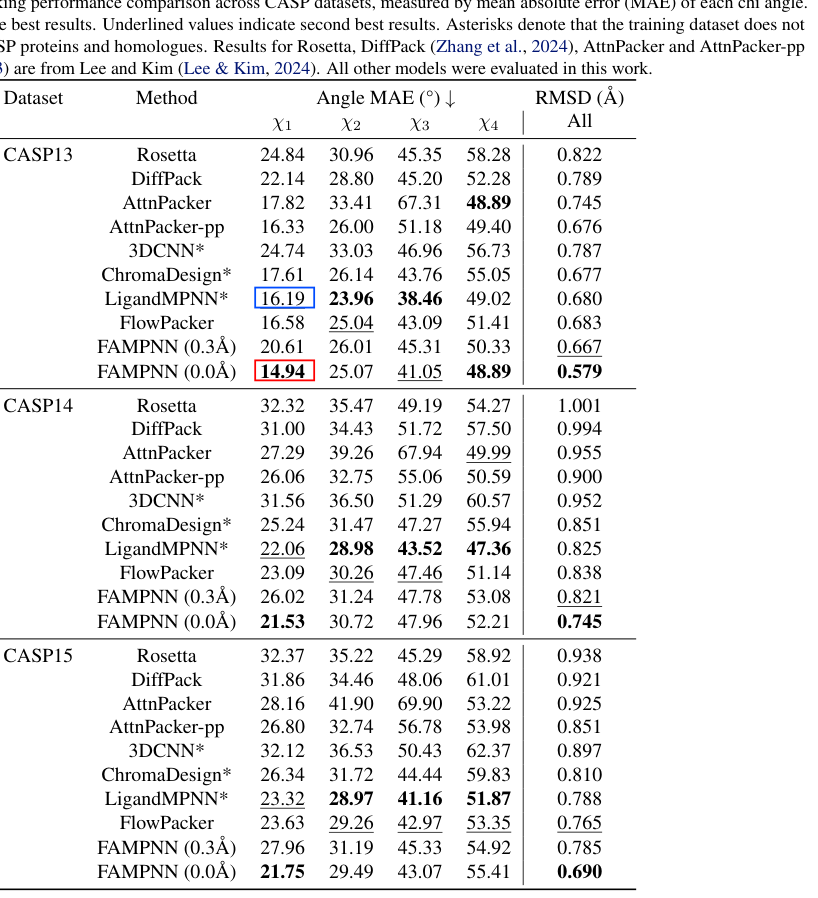 king performance comparison across CASP datasets, measured by mean absolute error (MAE) of each chi angle.
e best results. Underlined values indicate second best results. Asterisks denote that the training dataset does not
SP proteins and homologues. Results for Rosetta, DiffPack (Zhang et al., 2024), AttnPacker and AttnPacker-pp
3) are from Lee and Kim (Lee & Kim, 2024). All other models were evaluated in this work.
Dataset Method Angle MAE (°) ↓ RMSD (Å)
χ1 χ2 χ3 χ4 All
CASP13 Rosetta 24.84 30.96 45.35 58.28 0.822
DiffPack 22.14 28.80 45.20 52.28 0.789
AttnPacker 17.82 33.41 67.31 48.89 0.745
AttnPacker-pp 16.33 26.00 51.18 49.40 0.676
3DCNN* 24.74 33.03 46.96 56.73 0.787
ChromaDesign* 17.61 26.14 43.76 55.05 0.677
LigandMPNN* 16.19 23.96 38.46 49.02 0.680
FlowPacker 16.58 25.04 43.09 51.41 0.683
FAMPNN (0.3Å) 20.61 26.01 45.31 50.33 0.667
FAMPNN (0.0Å) 14.94 25.07 41.05 48.89 0.579
CASP14 Rosetta 32.32 35.47 49.19 54.27 1.001
DiffPack 31.00 34.43 51.72 57.50 0.994
AttnPacker 27.29 39.26 67.94 49.99 0.955
AttnPacker-pp 26.06 32.75 55.06 50.59 0.900
3DCNN* 31.56 36.50 51.29 60.57 0.952
ChromaDesign* 25.24 31.47 47.27 55.94 0.851
LigandMPNN* 22.06 28.98 43.52 47.36 0.825
FlowPacker 23.09 30.26 47.46 51.14 0.838
FAMPNN (0.3Å) 26.02 31.24 47.78 53.08 0.821
FAMPNN (0.0Å) 21.53 30.72 47.96 52.21 0.745
CASP15 Rosetta 32.37 35.22 45.29 58.92 0.938
DiffPack 31.86 34.46 48.06 61.01 0.921
AttnPacker 28.16 41.90 69.90 53.22 0.925
AttnPacker-pp 26.80 32.74 56.78 53.98 0.851
3DCNN* 32.12 36.53 50.43 62.37 0.897
ChromaDesign* 26.34 31.72 44.44 59.83 0.810
LigandMPNN* 23.32 28.97 41.16 51.87 0.788
FlowPacker 23.63 29.26 42.97 53.35 0.765
FAMPNN (0.3Å) 27.96 31.19 45.33 54.92 0.785
FAMPNN (0.0Å) 21.75 29.49 43.07 55.41 0.690